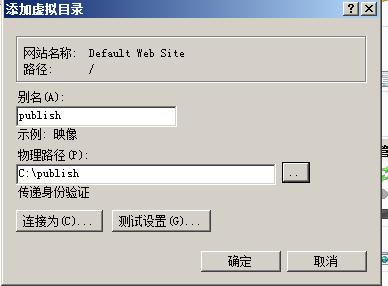 添加虚拟目录
网站名称: Default Web Site
路径: /
别名(A):
publish
示例: 映像
物理路径(P):
C:\publish
..
传递身份验证
连接为(C)...
测试设置(G)...
确定
取消